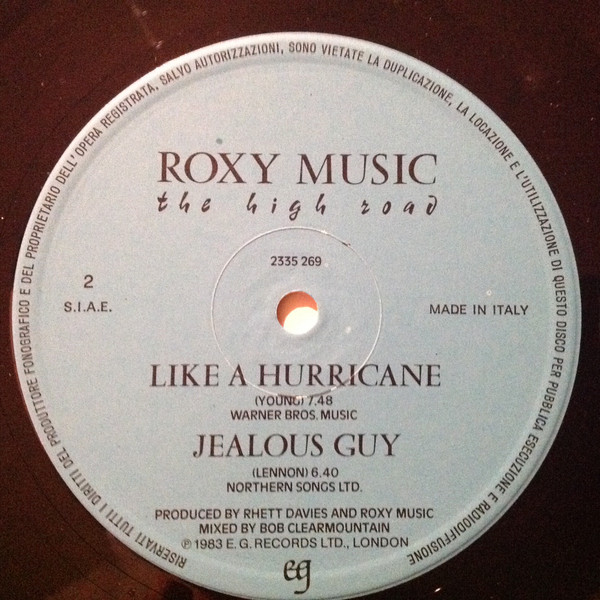 RISERVATI TUTTI I DIRITTI DEL PRODUTTORE FONOGRAFICO E DEL PROPRIETARIO DELL'OPERA REGISTRATA, SALVO AUTORIZZAZIONI, SONO VIETATE LA DUPLICAZIONE, LA LOCAZIONE E L'UTILIZZAZIONE DI QUESTO DISCO PER PUBBLICA ESECUZIONE E RADIODIFFUSIONE
ROXY MUSIC
the high road
2335 269
2
S.I.A.E.
MADE IN ITALY
LIKE A HURRICANE
(YOUNG) 7.48
WARNER BROS. MUSIC
JEALOUS GUY
(LENNON) 6.40
NORTHERN SONGS LTD.
PRODUCED BY RHETT DAVIES AND ROXY MUSIC
MIXED BY BOB CLEARMOUNTAIN
℗ 1983 E.G. RECORDS LTD., LONDON
eg